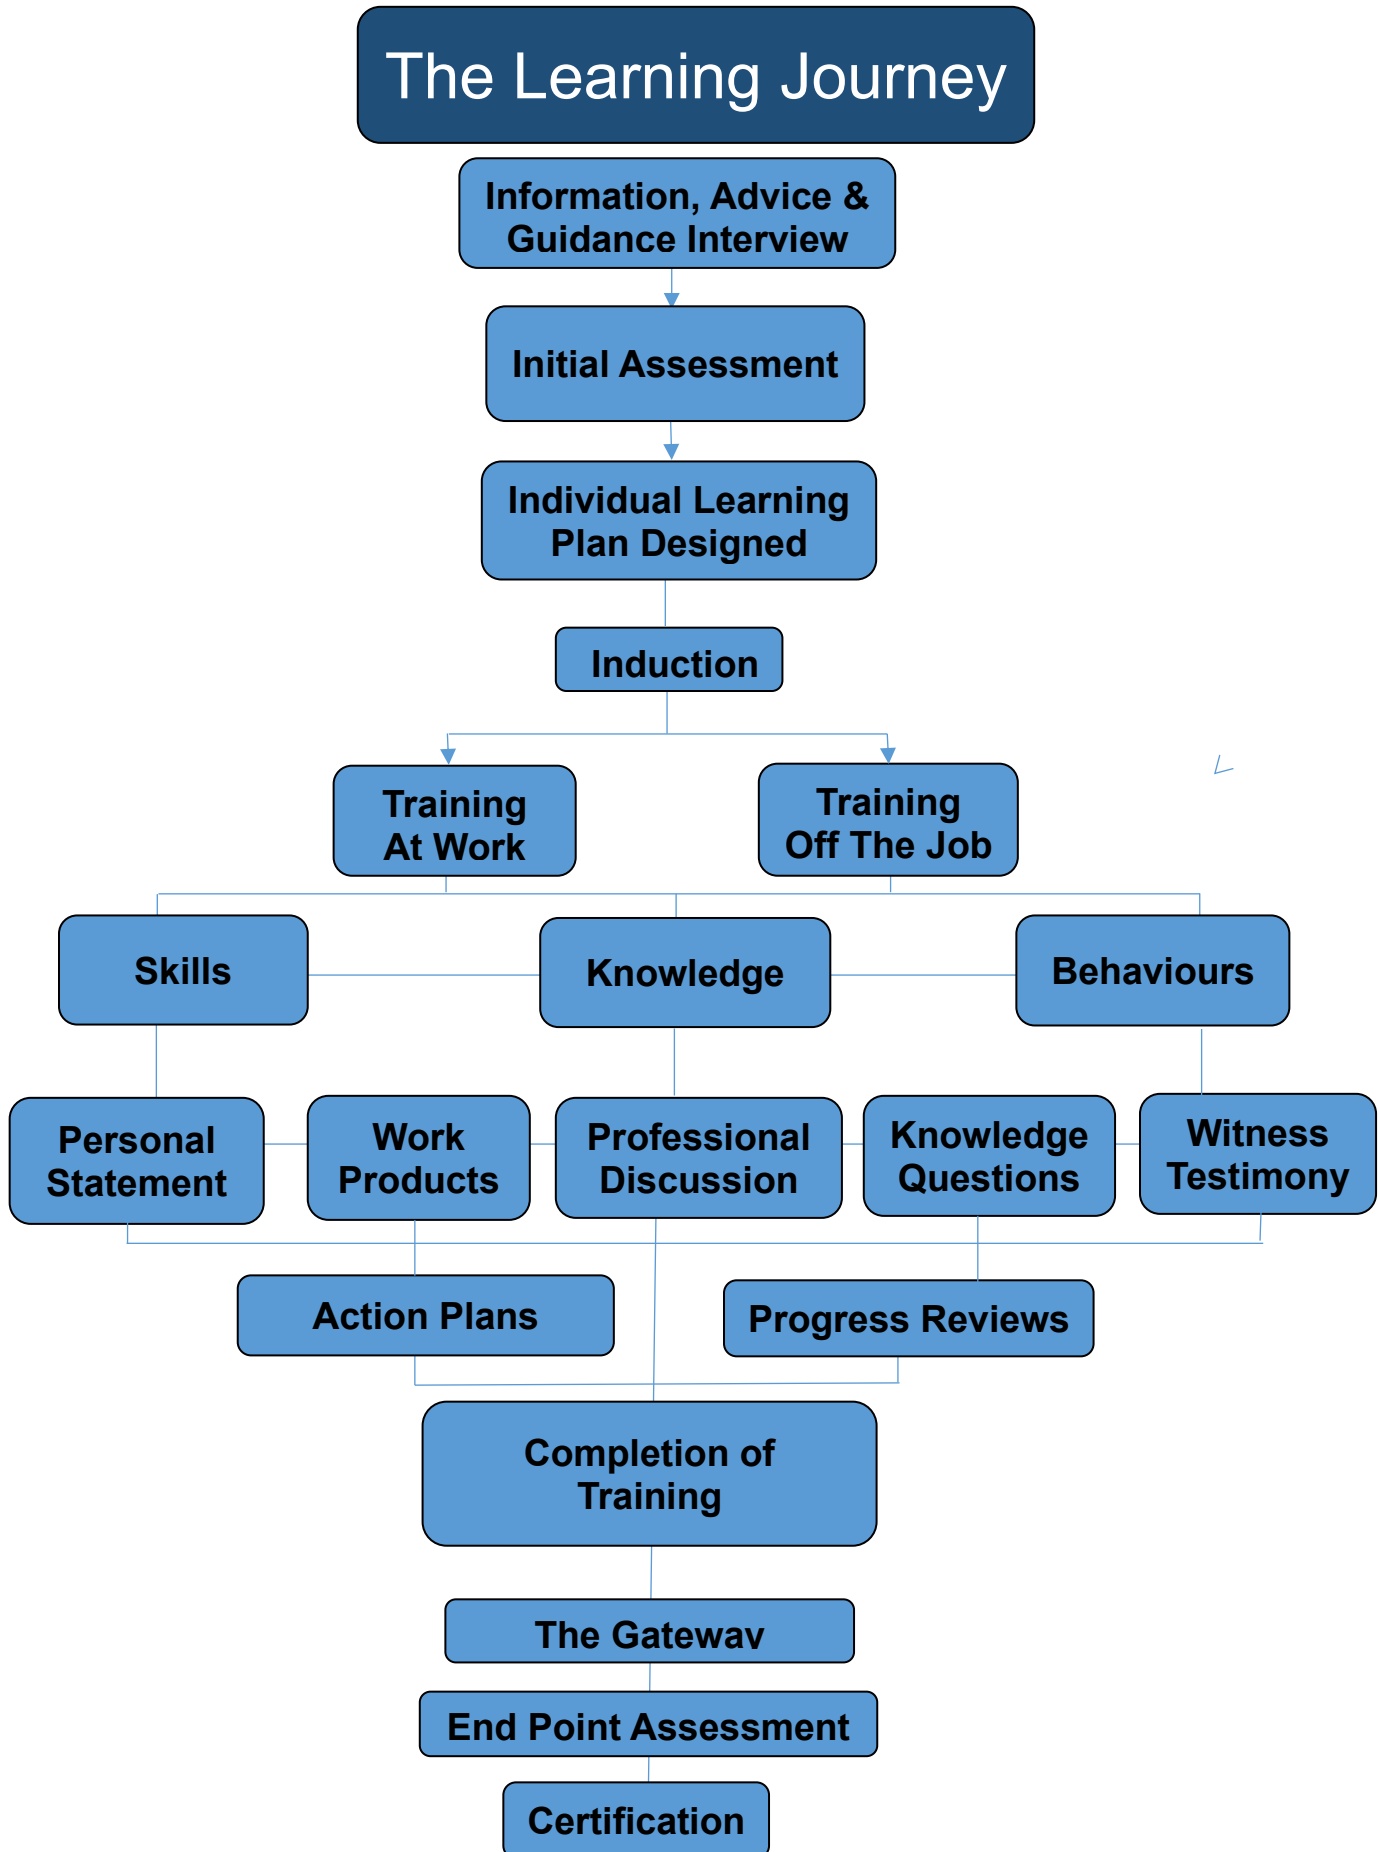 The Learning Journey
Information, Advice &
Guidance Interview
Initial Assessment
Individual Learning
Plan Designed
Induction
Training
At Work
Training
Off The Job
Skills
Knowledge
Behaviours
Personal
Statement
Work
Products
Professional
Discussion
Knowledge
Questions
Witness
Testimony
Action Plans
Progress Reviews
Completion of
Training
The Gateway
End Point Assessment
Certification